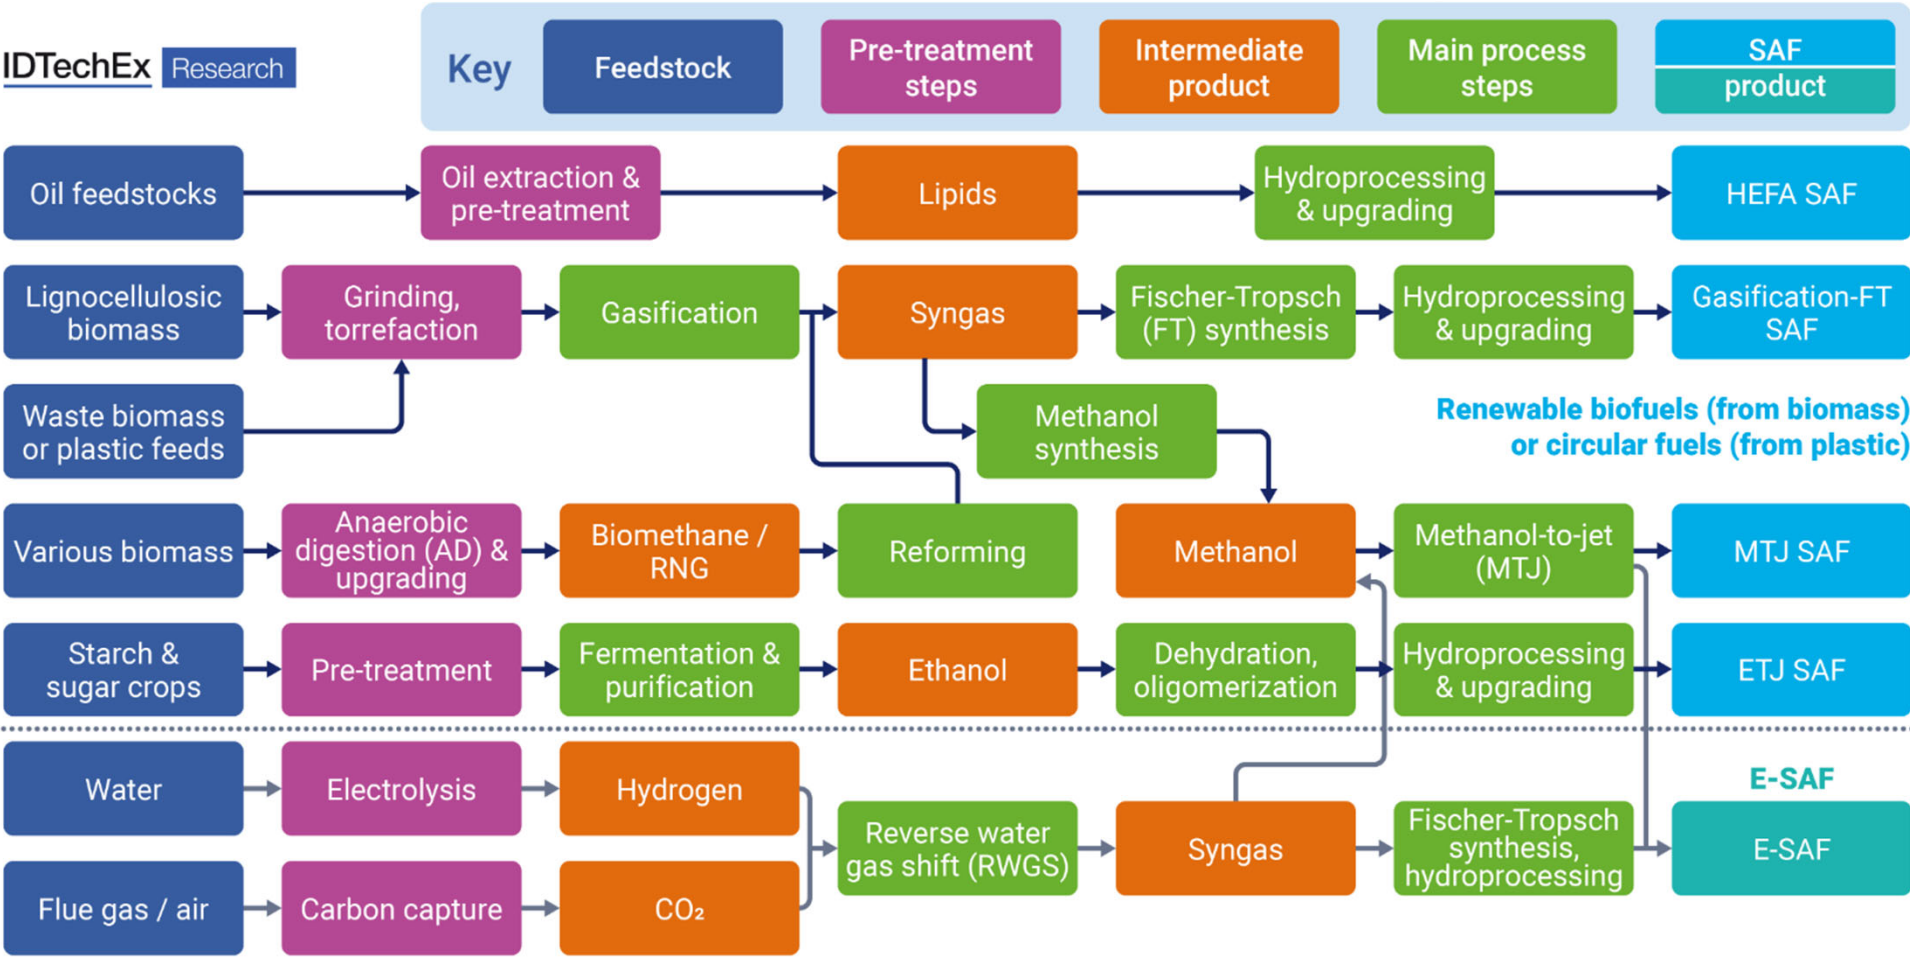 IDTechEx Research
Key
Feedstock
Pre-treatment
steps
Intermediate
product
Main process
steps
SAF
product
Oil feedstocks
Oil extraction &
pre-treatment
Lipids
Hydroprocessing
& upgrading
HEFA SAF
Lignocellulosic
biomass
Grinding,
torrefaction
Gasification
Syngas
Fischer-Tropsch
(FT) synthesis
Hydroprocessing
& upgrading
Gasification-FT
SAF
Waste biomass
or plastic feeds
Methanol
synthesis
Renewable biofuels (from biomass)
or circular fuels (from plastic)
Various biomass
Anaerobic
digestion (AD) &
upgrading
Biomethane /
RNG
Reforming
Methanol
Methanol-to-jet
(MTJ)
MTJ SAF
Starch &
sugar crops
Pre-treatment
Fermentation &
purification
Ethanol
Dehydration,
oligomerization
Hydroprocessing
& upgrading
ETJ SAF
Water
Electrolysis
Hydrogen
E-SAF
Reverse water
gas shift (RWGS)
Syngas
Fischer-Tropsch
synthesis,
hydroprocessing
E-SAF
Flue gas / air
Carbon capture
CO₂